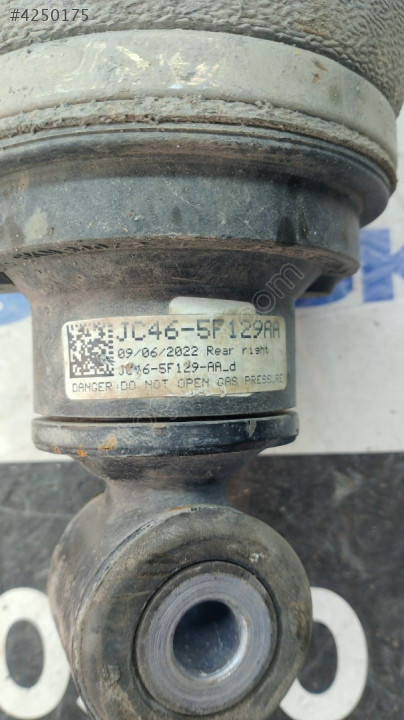 #4250175
JC46-5F129AA
09/06/2022 Rear right
JC46-5F129-AA_d
DANGER:DO NOT OPEN GAS PRESSURE